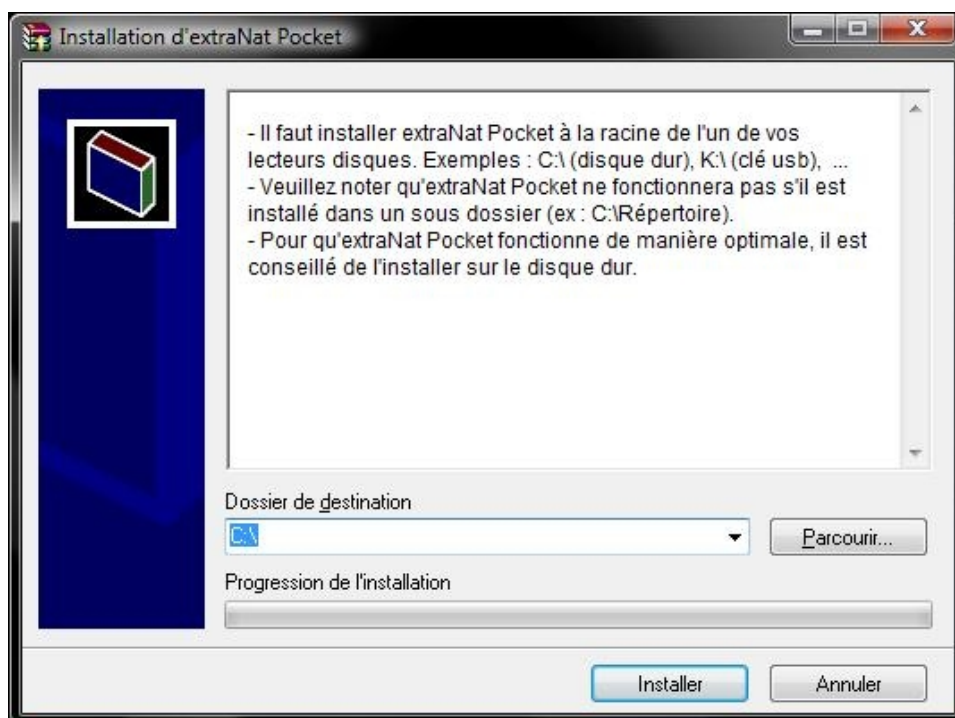 Installation d'extraNat Pocket
- Il faut installer extraNat Pocket à la racine de l'un de vos
lecteurs disques. Exemples : C:\ (disque dur), K:\ (clé usb), ...
- Veuillez noter qu'extraNat Pocket ne fonctionnera pas s'il est
installé dans un sous dossier (ex : C:\Répertoire).
- Pour qu'extraNat Pocket fonctionne de manière optimale, il est
conseillé de l'installer sur le disque dur.
Dossier de destination
C:\
Parcourir...
Progression de l'installation
Installer
Annuler